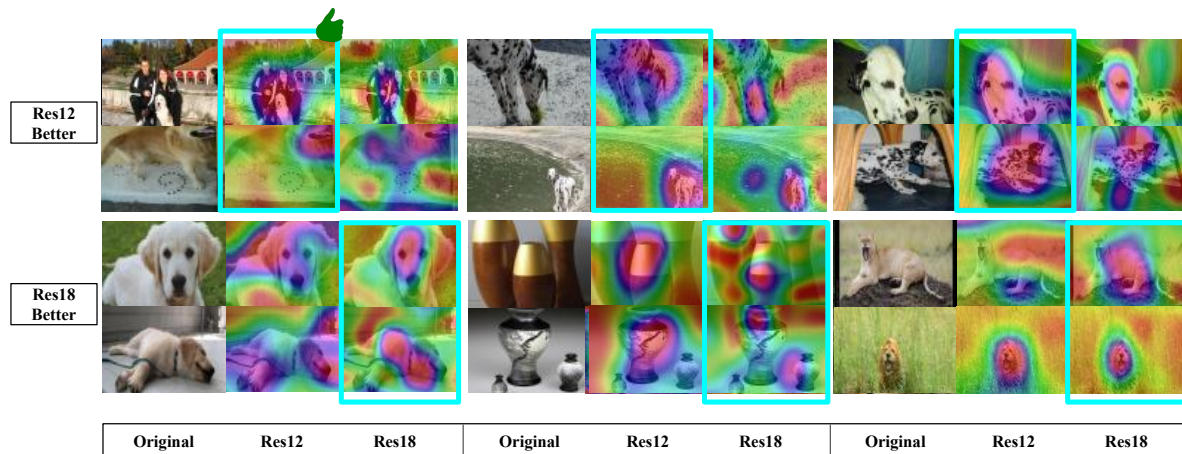 Res12
Better
Res18
Better
Original Res12 Res18 Original Res12 Res18 Original Res12 Res18